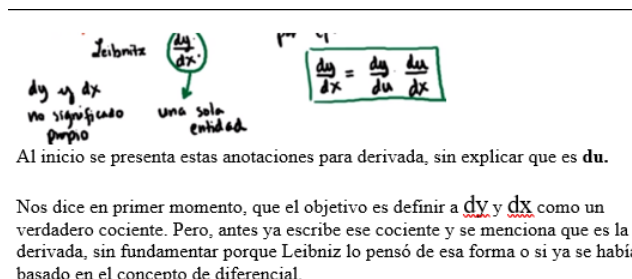 Leibnitz dy/dx.
dy y dx
no significado
propio
una sola
entidad
dy/dx = dy/du · du/dx
Al inicio se presenta estas anotaciones para derivada, sin explicar que es du.
Nos dice en primer momento, que el objetivo es definir a dy y dx como un
verdadero cociente. Pero, antes ya escribe ese cociente y se menciona que es la
derivada, sin fundamentar porque Leibniz lo pensó de esa forma o si ya se había
basado en el concepto de diferencial.